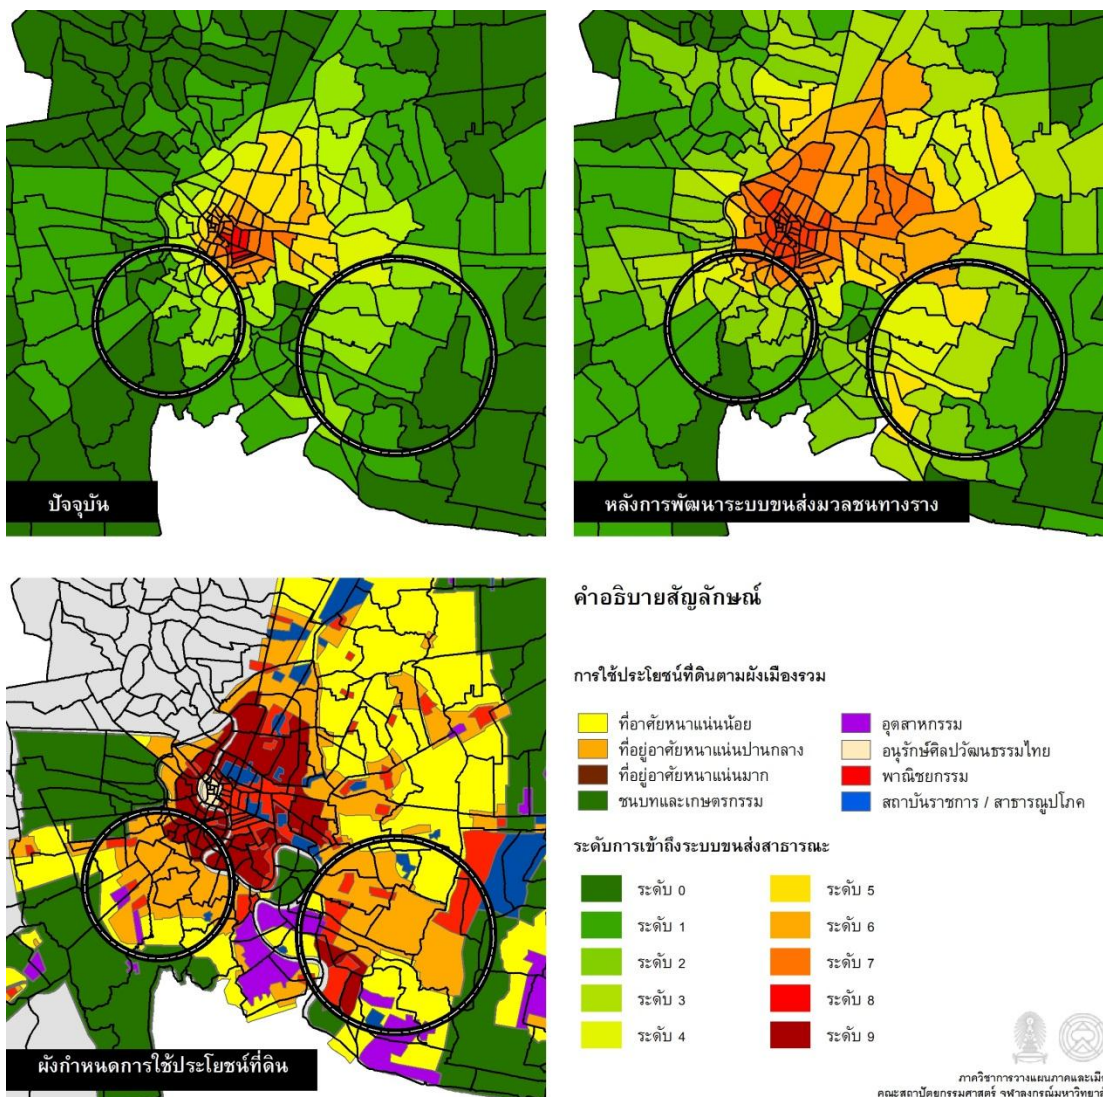 ปัจจุบัน
หลังการพัฒนาระบบขนส่งมวลชนทางราง
ผังกำหนดการใช้ประโยชน์ที่ดิน
คำอธิบายสัญลักษณ์
การใช้ประโยชน์ที่ดินตามผังเมืองรวม
ที่อาศัยหนาแน่นน้อย
ที่อยู่อาศัยหนาแน่นปานกลาง
ที่อยู่อาศัยหนาแน่นมาก
ชนบทและเกษตรกรรม
อุตสาหกรรม
อนุรักษ์ศิลปวัฒนธรรมไทย
พาณิชยกรรม
สถาบันราชการ / สาธารณูปโภค
ระดับการเข้าถึงระบบขนส่งสาธารณะ
ระดับ 0
ระดับ 1
ระดับ 2
ระดับ 3
ระดับ 4
ระดับ 5
ระดับ 6
ระดับ 7
ระดับ 8
ระดับ 9
ภาควิชาการวางแผนภาคและเมือ
คณะสถาปัตยกรรมศาสตร์ จุฬาลงกรณ์มหาวิทยาลั